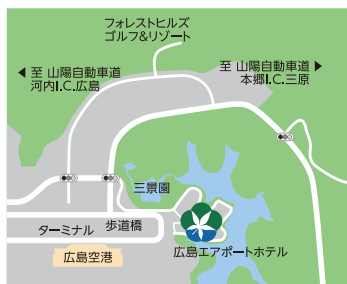 フォレストヒルズ
ゴルフ&リゾート
◀ 至 山陽自動車道
河内I.C.広島
至 山陽自動車道 ▶
本郷I.C.三原
三景園
ターミナル
歩道橋
広島空港
広島エアポートホテル